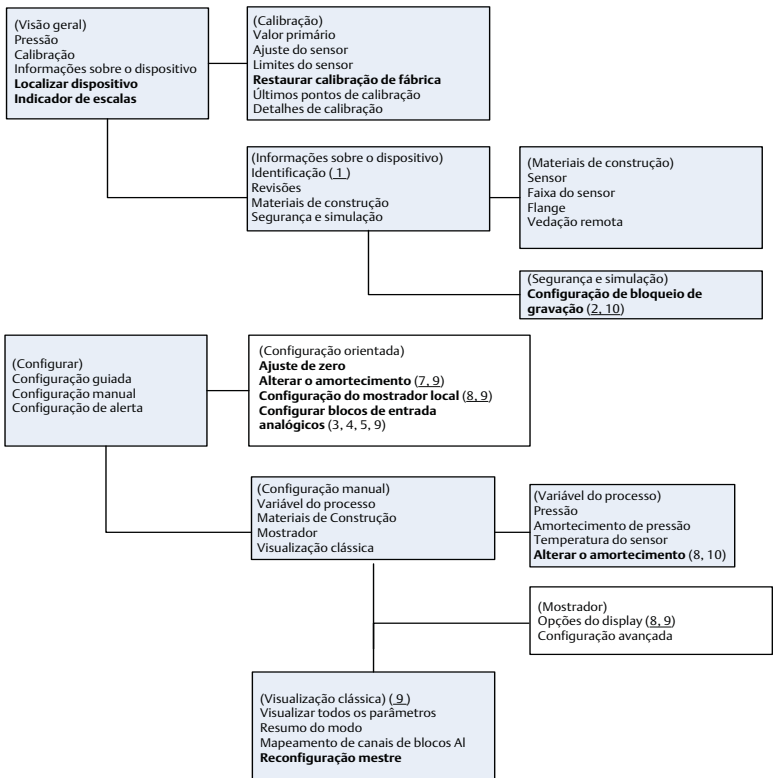 (Visão geral)
Pressão
Calibração
Informações sobre o dispositivo
Localizar dispositivo
Indicador de escalas
(Calibração)
Valor primário
Ajuste do sensor
Limites do sensor
Restaurar calibração de fábrica
Últimos pontos de calibração
Detalhes de calibração
(Informações sobre o dispositivo)
Identificação (1)
Revisões
Materiais de construção
Segurança e simulação
(Materiais de construção)
Sensor
Faixa do sensor
Flange
Vedação remota
(Segurança e simulação)
Configuração de bloqueio de
gravação (2, 10)
(Configurar)
Configuração guiada
Configuração manual
Configuração de alerta
(Configuração orientada)
Ajuste de zero
Alterar o amortecimento (7, 9)
Configuração do mostrador local (8, 9)
Configurar blocos de entrada
analógicos (3, 4, 5, 9)
(Configuração manual)
Variável do processo
Materiais de Construção
Mostrador
Visualização clássica
(Variável do processo)
Pressão
Amortecimento de pressão
Temperatura do sensor
Alterar o amortecimento (8, 10)
(Mostrador)
Opções do display (8, 9)
Configuração avançada
(Visualização clássica) (9)
Visualizar todos os parâmetros
Resumo do modo
Mapeamento de canais de blocos Al
Reconfiguração mestre